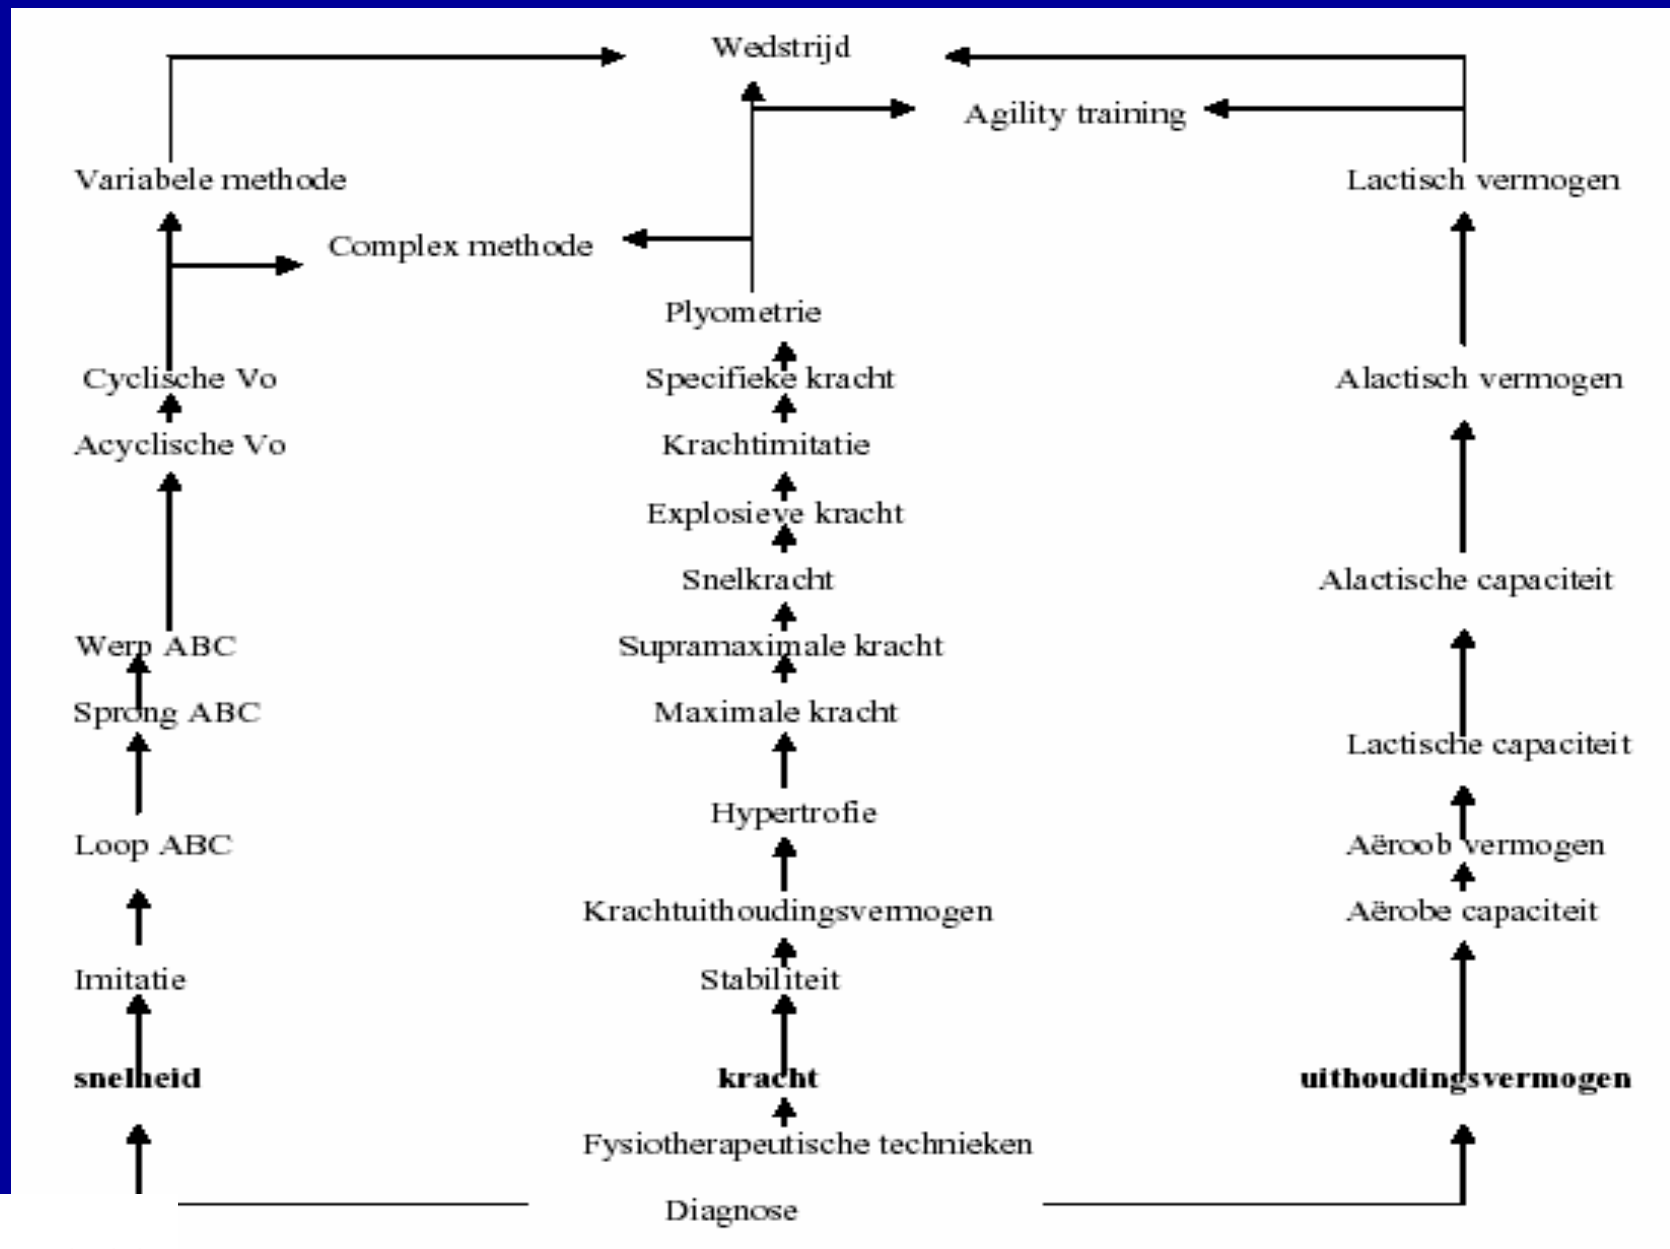 Wedstrijd
Agility training
Variabele methode
Lactisch vermogen
Complex methode
Plyometrie
Cyclische Vo
Specifieke kracht
Alactisch vermogen
Acyclische Vo
Krachtimitatie
Explosieve kracht
Snelkracht
Alactische capaciteit
Werp ABC
Supramaximale kracht
Sprong ABC
Maximale kracht
Lactische capaciteit
Hypertrofie
Loop ABC
Aëroob vermogen
Krachtuithoudingsvermogen
Aërobe capaciteit
Imitatie
Stabiliteit
snelheid
kracht
uithoudingsvermogen
Fysiotherapeutische technieken
Diagnose